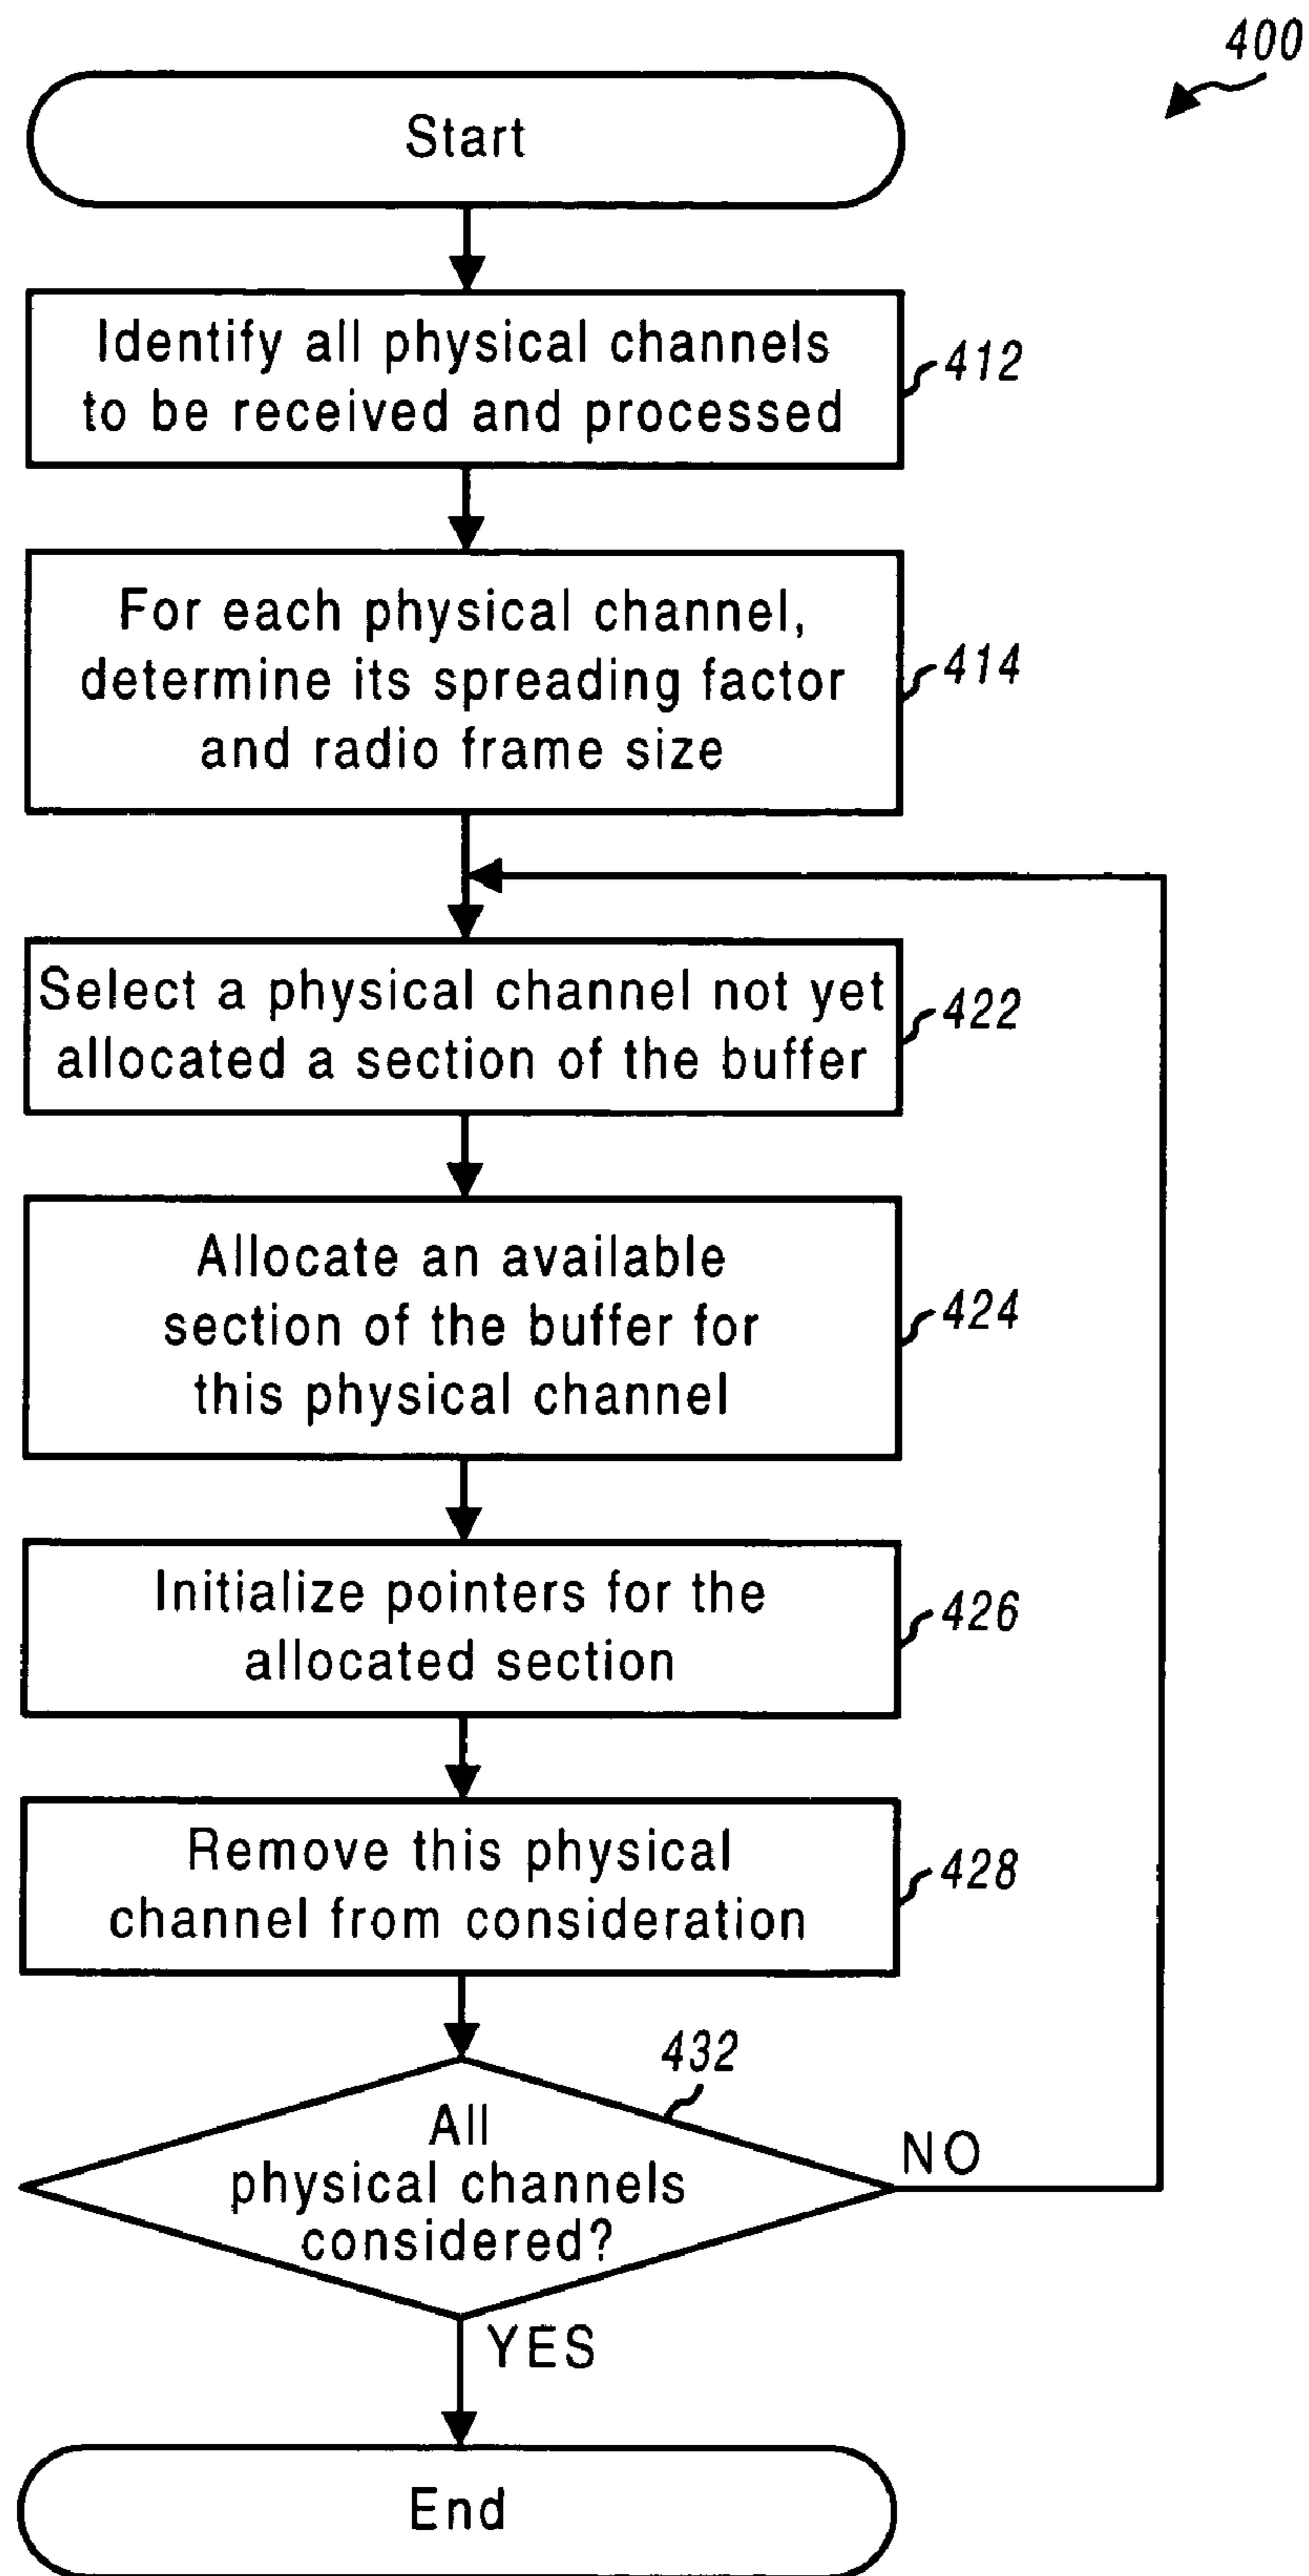 400
Start
Identify all physical channels
to be received and processed
412
For each physical channel,
determine its spreading factor
and radio frame size
414
Select a physical channel not yet
allocated a section of the buffer
422
Allocate an available
section of the buffer for
this physical channel
424
Initialize pointers for the
allocated section
426
Remove this physical
channel from consideration
428
432
All
physical channels
considered?
NO
YES
End